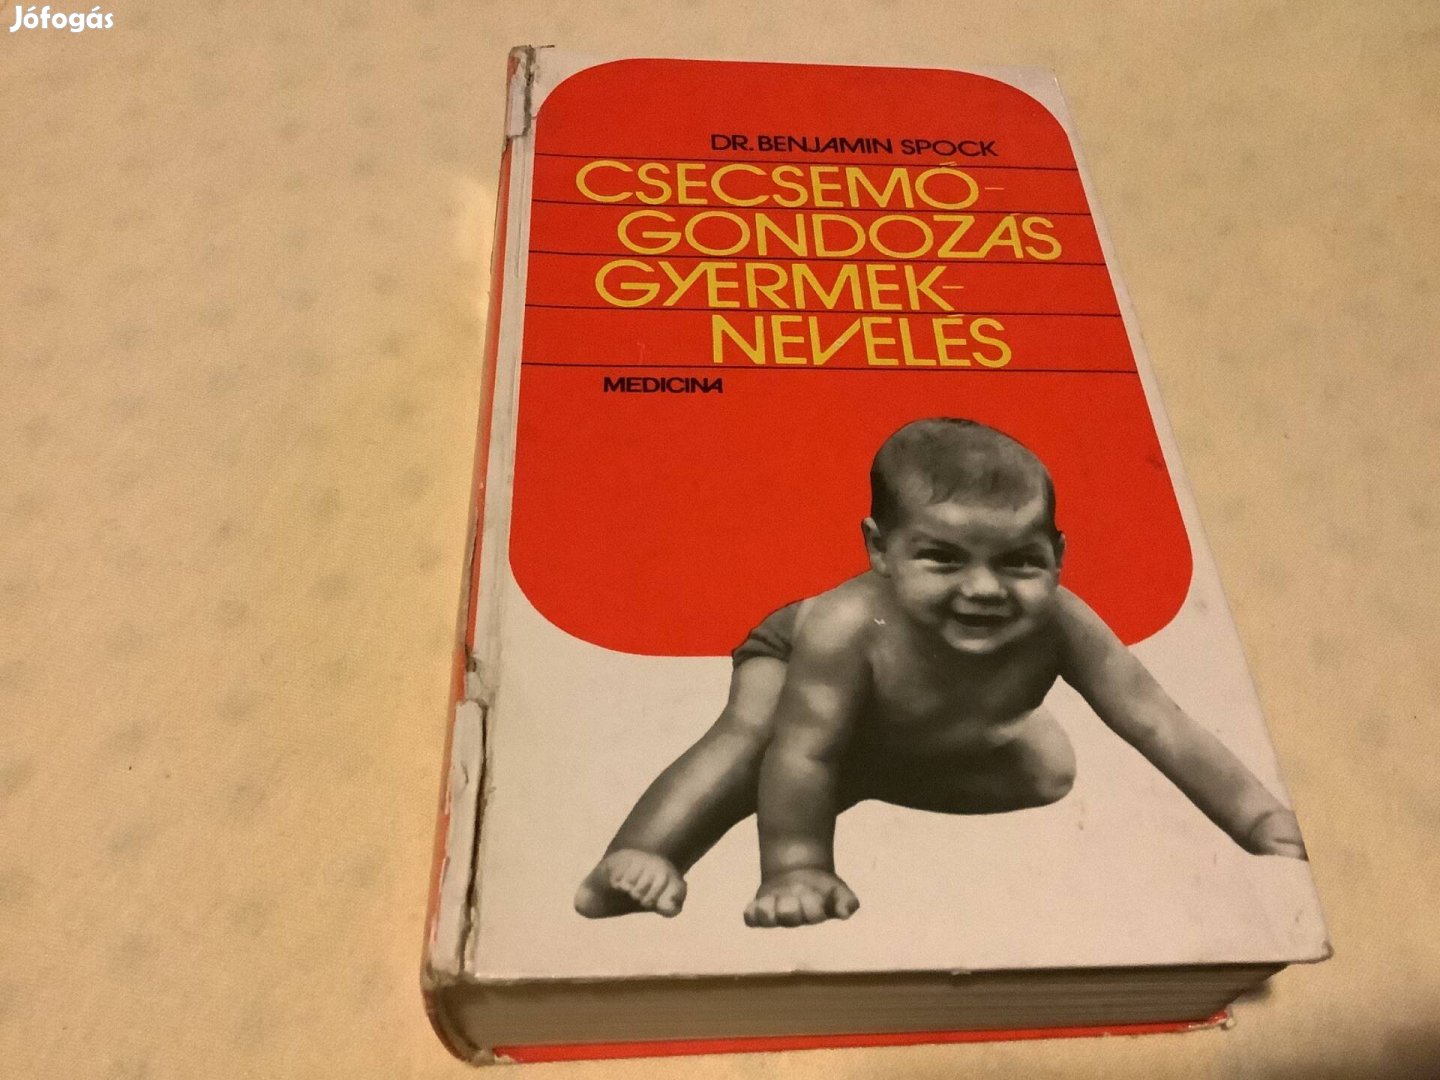 Jófogás
DR. BENJAMIN SPOCK
CSECSEMŐ-
GONDOZÁS
GYERMEK-
NEVELÉS
MEDICINA